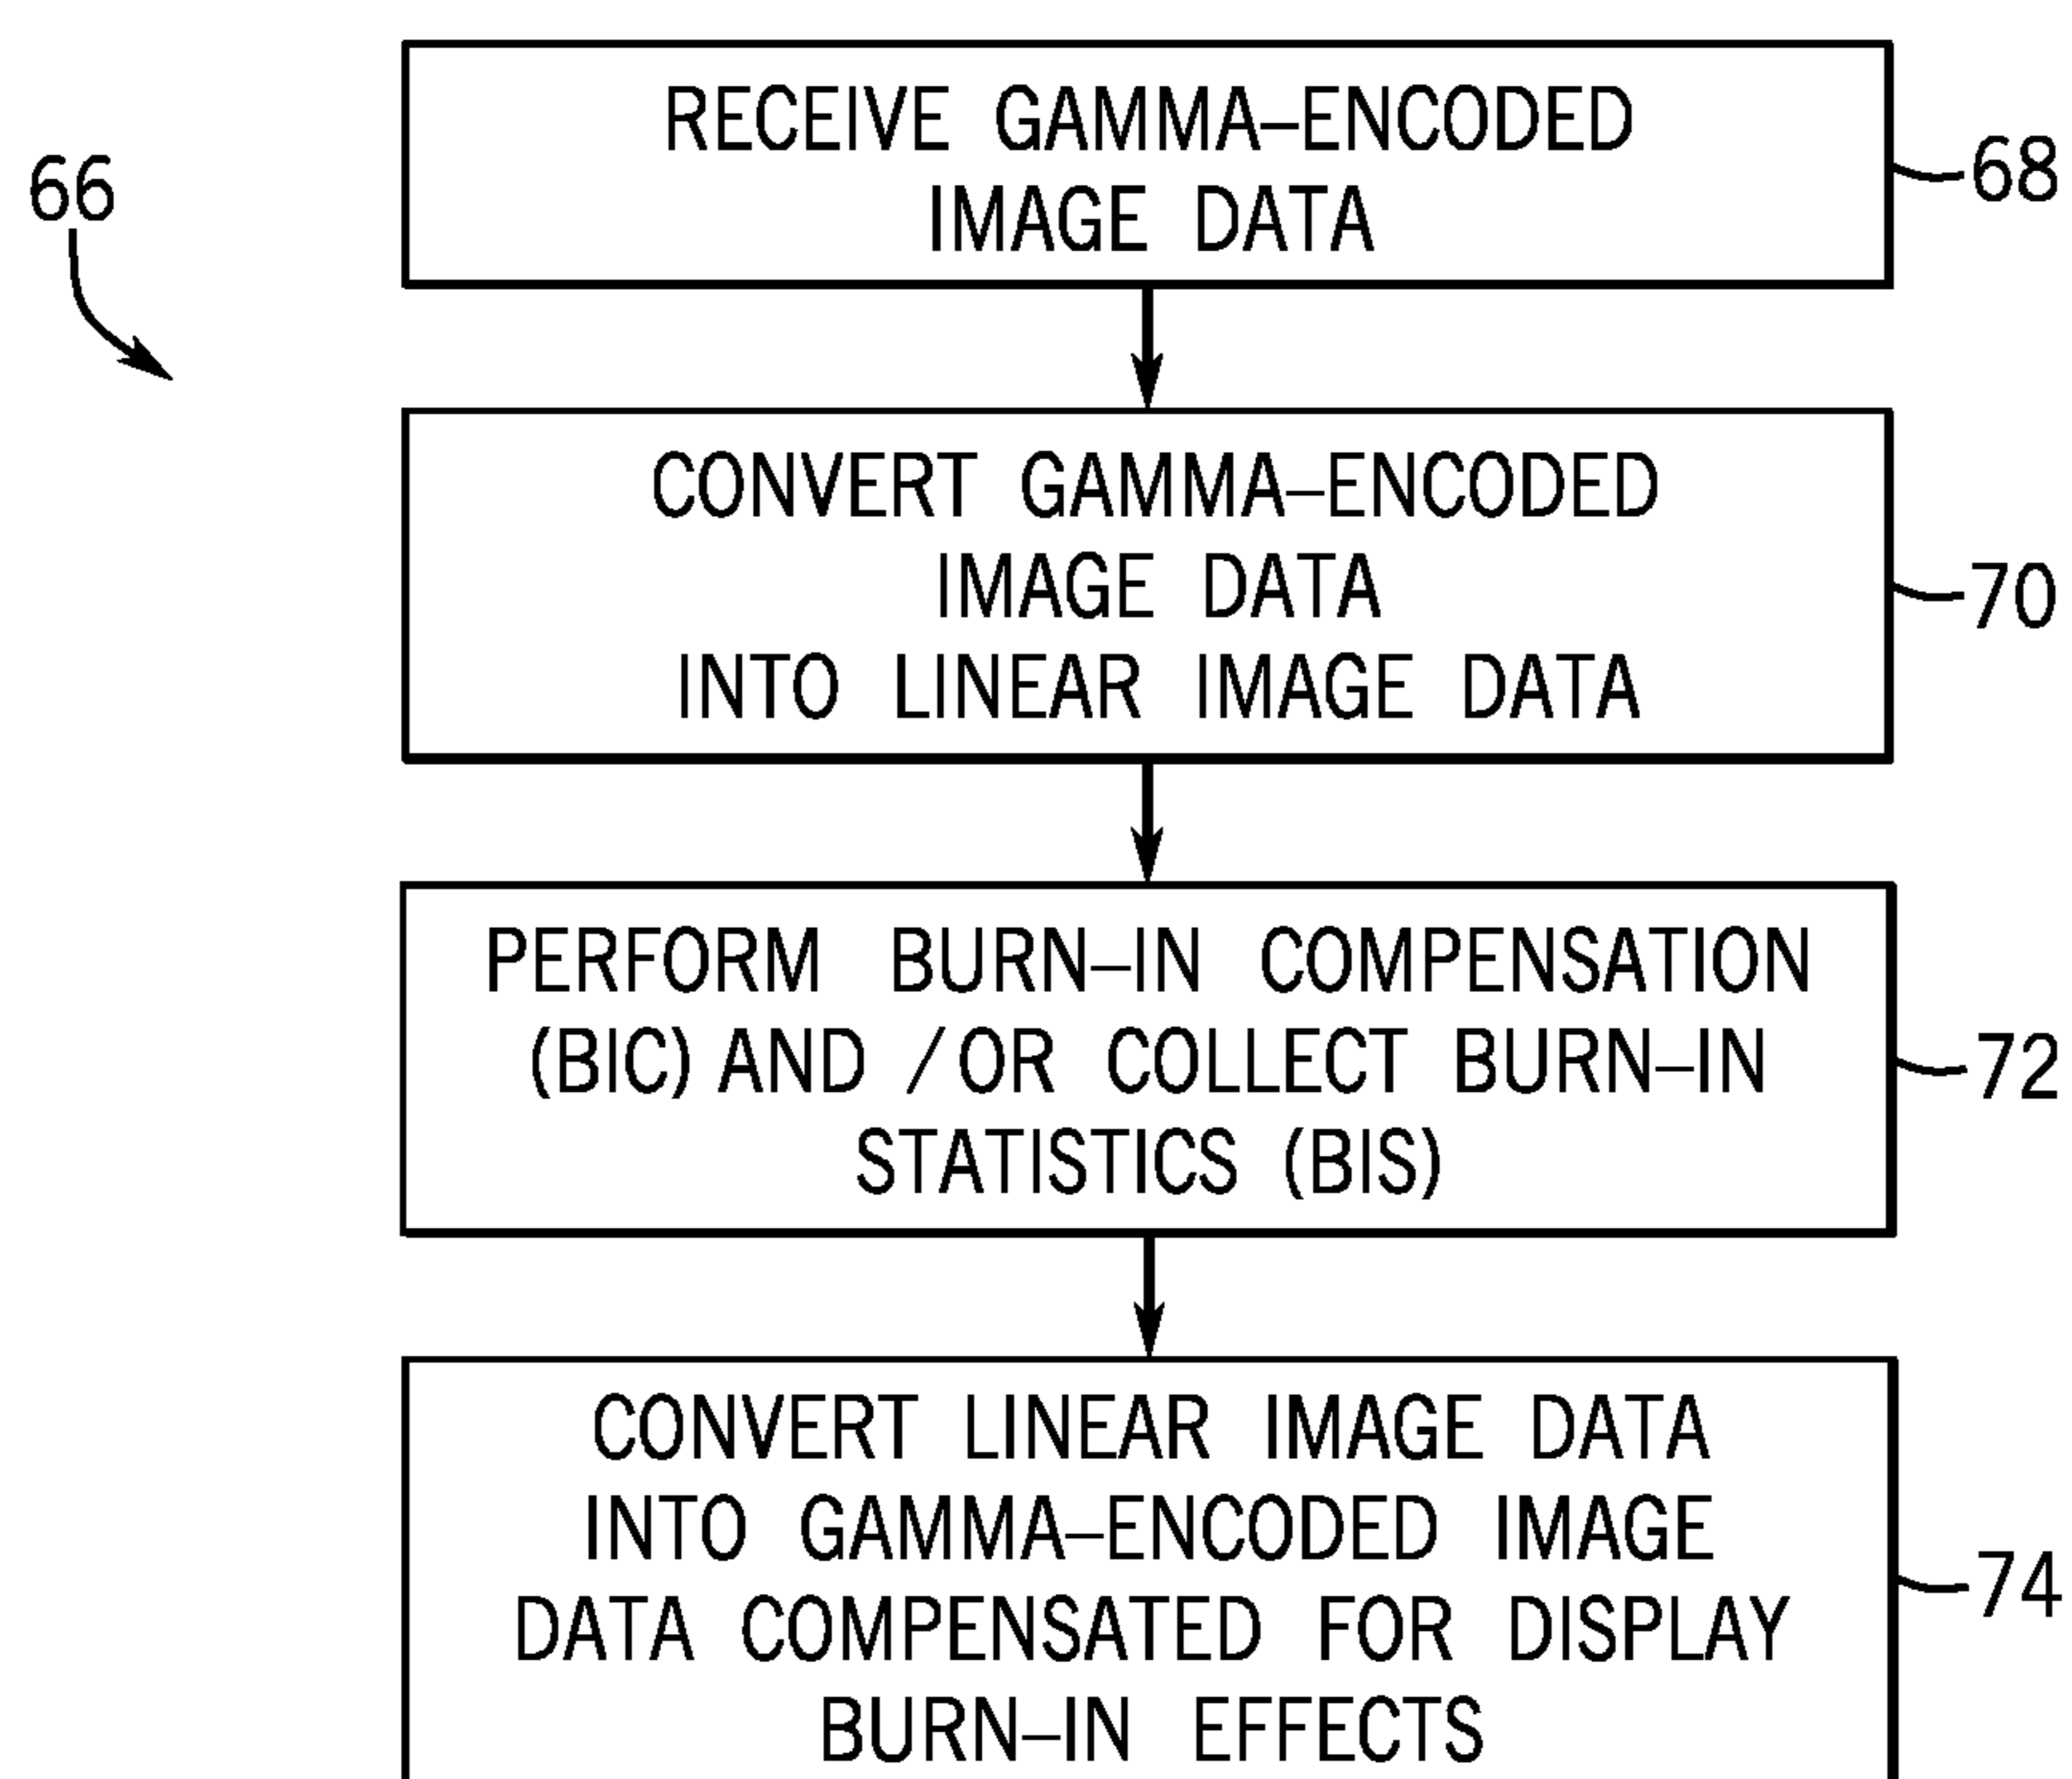 RECEIVE GAMMA–ENCODED
IMAGE DATA
68
66
CONVERT GAMMA–ENCODED
IMAGE DATA
INTO LINEAR IMAGE DATA
70
PERFORM BURN–IN COMPENSATION
(BIC) AND /OR COLLECT BURN–IN
STATISTICS (BIS)
72
CONVERT LINEAR IMAGE DATA
INTO GAMMA–ENCODED IMAGE
DATA COMPENSATED FOR DISPLAY
BURN–IN EFFECTS
74